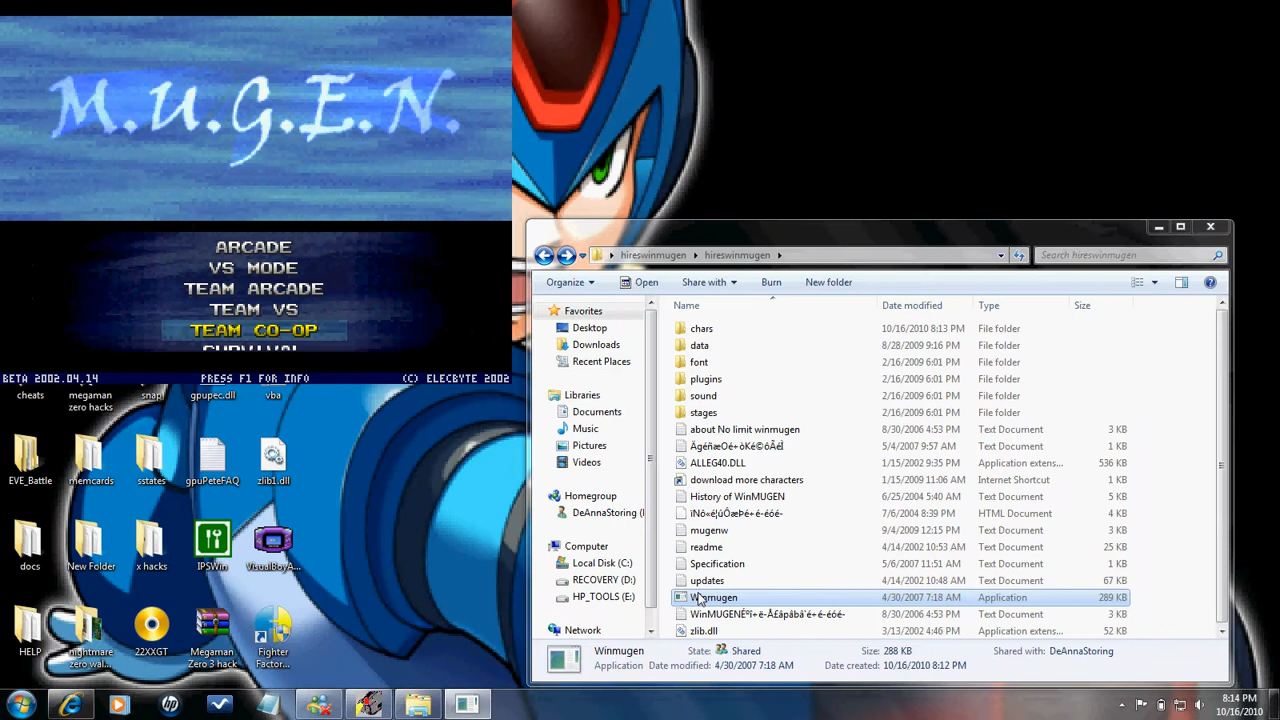 M.U.G.E.N.
ARCADE
VS MODE
TEAM ARCADE
TEAM VS
TEAM CO-OP
SURVIVAL
BETA 2002.04.14 PRESS F1 FOR INFO (C) ELECBYTE 2002
cheats megaman zero hacks snap gpupec.dll vba
EVE_Battle memcards sstates gpuPeteFAQ zlib1.dll
docs New Folder x hacks IPSWin VisualBoyA...
HELP nightmare zero wal... 22XXGT Megaman Zero 3 hack Fighter Factor...
hireswinmugen hireswinmugen Search hireswinmugen
Organize Open Share with Burn New folder
Favorites
Desktop
Downloads
Recent Places
Libraries
Documents
Music
Pictures
Videos
Homegroup
DeAnnaStoring (
Computer
Local Disk (C:)
RECOVERY (D:)
HP_TOOLS (E:)
Network
Name Date modified Type Size
chars 10/16/2010 8:13 PM File folder
data 8/28/2009 9:16 PM File folder
font 2/16/2009 6:01 PM File folder
plugins 2/16/2009 6:01 PM File folder
sound 2/16/2009 6:01 PM File folder
stages 2/16/2009 6:01 PM File folder
about No limit winmugen 8/30/2006 4:53 PM Text Document 3 KB
5/4/2007 9:57 AM Text Document 1 KB
ALLEG40.DLL 1/15/2002 9:35 PM Application extens... 536 KB
download more characters 1/15/2009 11:06 AM Internet Shortcut 1 KB
History of WinMUGEN 6/25/2004 5:40 AM Text Document 5 KB
7/6/2004 8:39 PM HTML Document 4 KB
mugenw 9/4/2009 12:15 PM Text Document 3 KB
readme 4/14/2002 10:53 AM Text Document 25 KB
Specification 5/6/2007 11:51 AM Text Document 1 KB
updates 4/14/2002 10:48 AM Text Document 67 KB
Winmugen 4/30/2007 7:18 AM Application 289 KB
8/30/2006 4:53 PM Text Document 3 KB
zlib.dll 3/13/2002 4:46 PM Application extens... 52 KB
Winmugen State: Shared Size: 288 KB Shared with: DeAnnaStoring
Application Date modified: 4/30/2007 7:18 AM Date created: 10/16/2010 8:12 PM
8:14 PM
10/16/2010